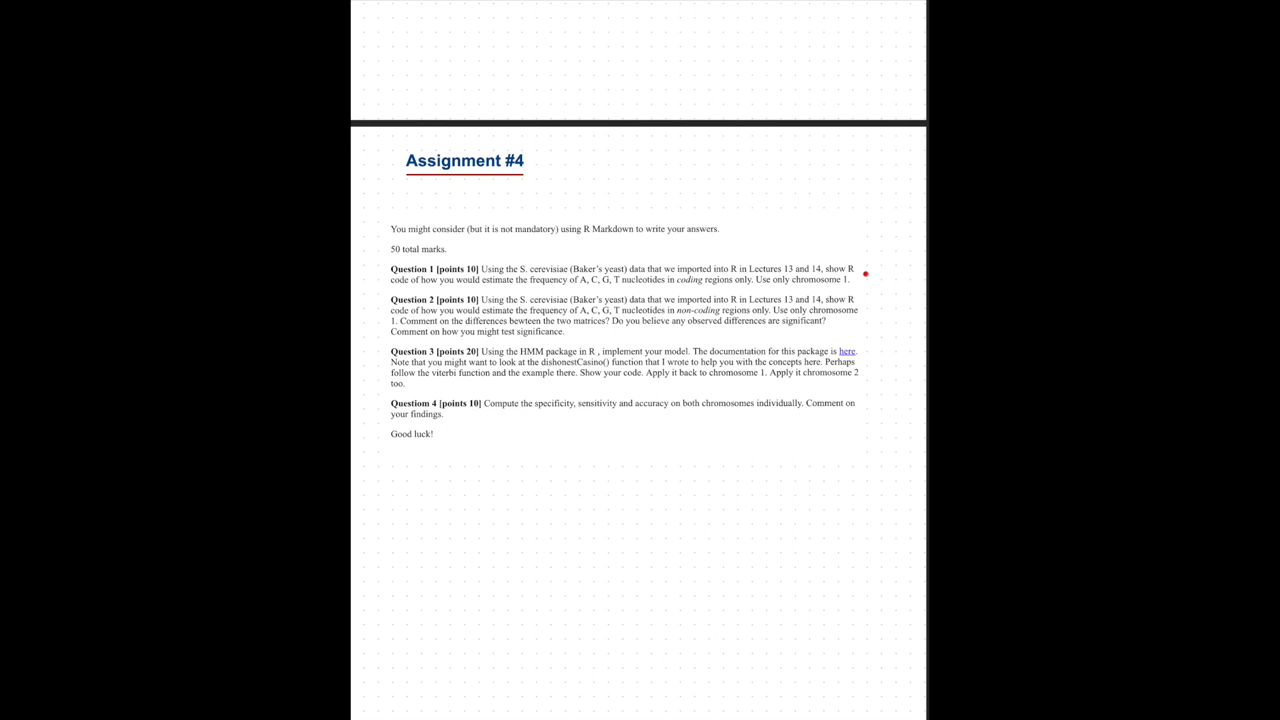 Assignment #4
You might consider (but it is not mandatory) using R Markdown to write your answers.
50 total marks.
Question 1 [points 10] Using the S. cerevisiae (Baker's yeast) data that we imported into R in Lectures 13 and 14, show R
code of how you would estimate the frequency of A, C, G, T nucleotides in coding regions only. Use only chromosome 1.
Question 2 [points 10] Using the S. cerevisiae (Baker's yeast) data that we imported into R in Lectures 13 and 14, show R
code of how you would estimate the frequency of A, C, G, T nucleotides in non-coding regions only. Use only chromosome
1. Comment on the differences bewteen the two matrices? Do you believe any observed differences are significant?
Comment on how you might test significance.
Question 3 [points 20] Using the HMM package in R , implement your model. The documentation for this package is here.
Note that you might want to look at the dishonestCasino() function that I wrote to help you with the concepts here. Perhaps
follow the viterbi function and the example there. Show your code. Apply it back to chromosome 1. Apply it chromosome 2
too.
Question 4 [points 10] Compute the specificity, sensitivity and accuracy on both chromosomes individually. Comment on
your findings.
Good luck!